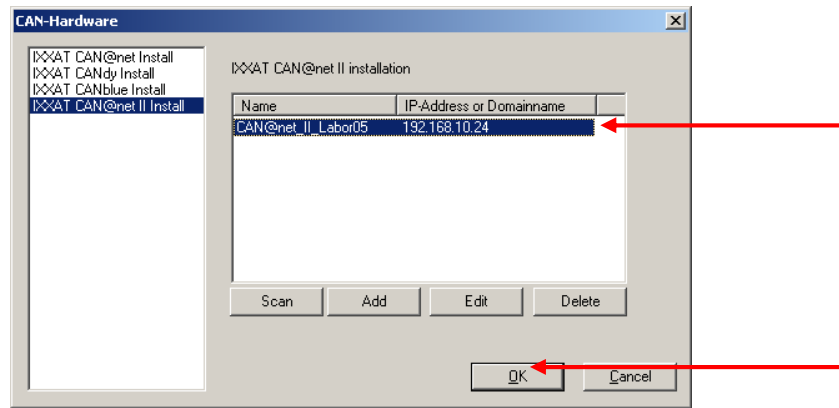 CAN-Hardware
IXXAT CAN@net Install
IXXAT CANdy Install
IXXAT CANblue Install
IXXAT CAN@net II Install
IXXAT CAN@net II installation
Name IP-Address or Domainname
CAN@net_II_Labor05 192.168.10.24
Scan Add Edit Delete
OK Cancel